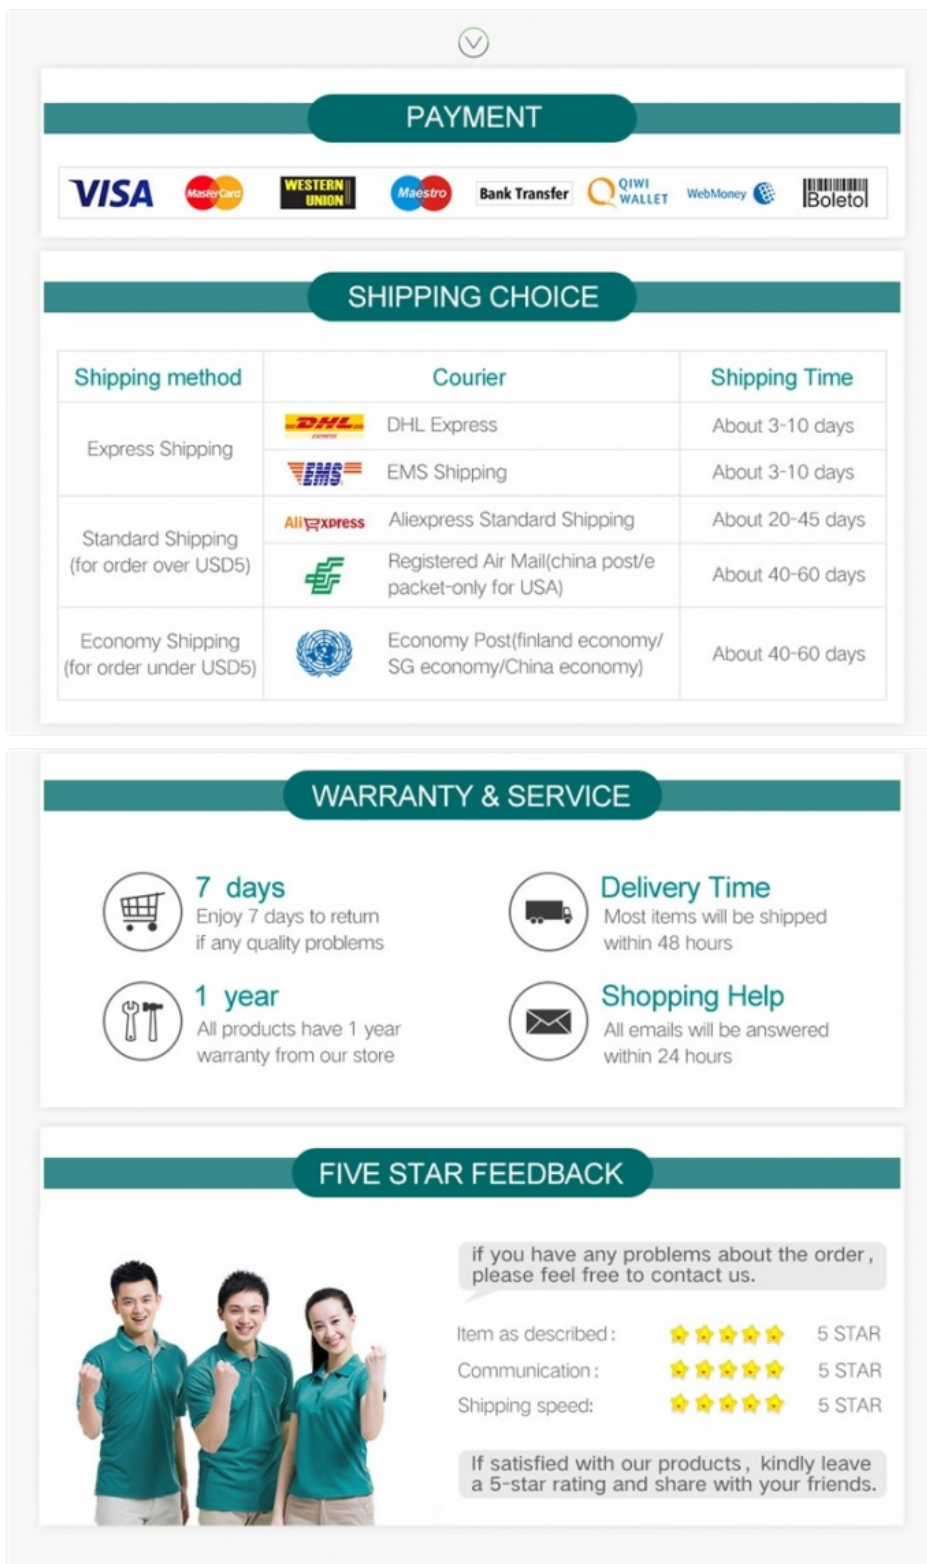 PAYMENT
VISA MasterCard WESTERN UNION Maestro Bank Transfer QIWI WALLET WebMoney Boletol
SHIPPING CHOICE
Shipping method Courier Shipping Time
Express Shipping
DHL EXPRESS DHL Express About 3-10 days
EMS EMS Shipping About 3-10 days
Standard Shipping
(for order over USD5)
AliExpress Aliexpress Standard Shipping About 20-45 days
Registered Air Mail(china post/e
packet-only for USA)
About 40-60 days
Economy Shipping
(for order under USD5)
Economy Post(finland economy/
SG economy/China economy)
About 40-60 days
WARRANTY & SERVICE
7 days
Enjoy 7 days to return
if any quality problems
Delivery Time
Most items will be shipped
within 48 hours
1 year
All products have 1 year
warranty from our store
Shopping Help
All emails will be answered
within 24 hours
FIVE STAR FEEDBACK
if you have any problems about the order,
please feel free to contact us.
Item as described: 5 STAR
Communication: 5 STAR
Shipping speed: 5 STAR
If satisfied with our products, kindly leave
a 5-star rating and share with your friends.